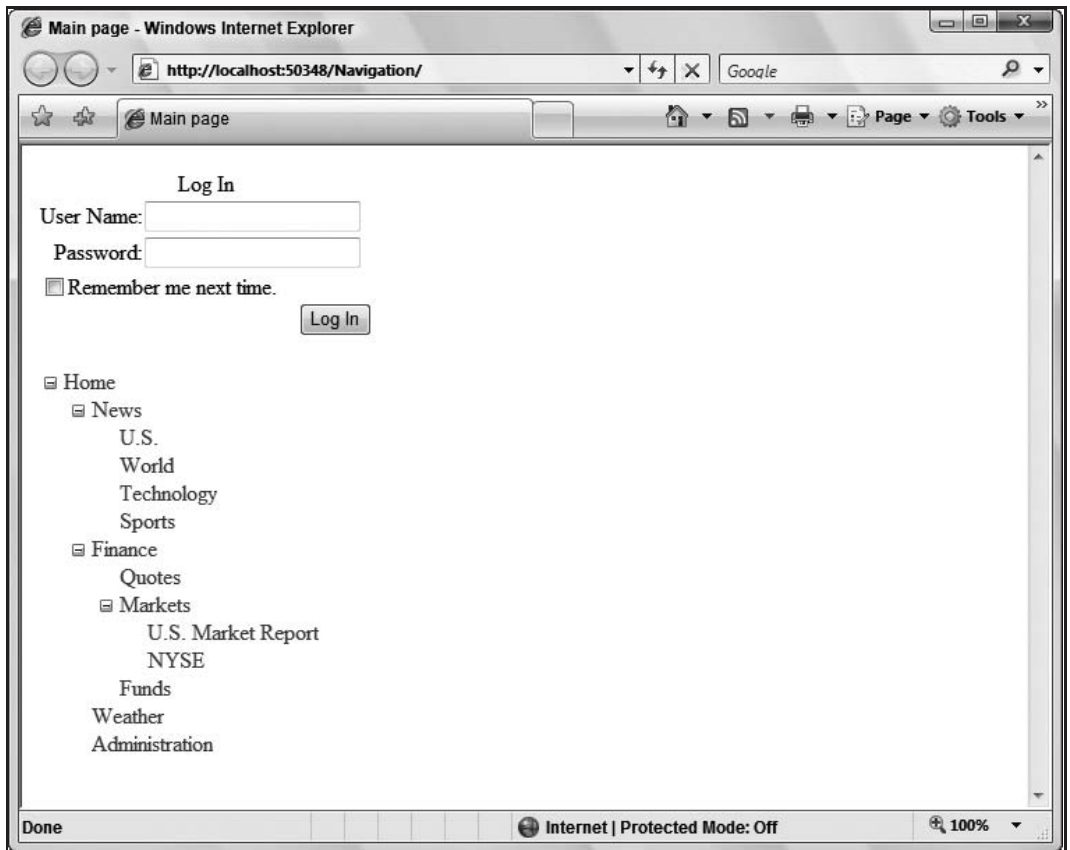 Main page - Windows Internet Explorer
http://localhost:50348/Navigation/
Google
Main page
Page
Tools
Log In
User Name:
Password:
Remember me next time.
Log In
Home
News
U.S.
World
Technology
Sports
Finance
Quotes
Markets
U.S. Market Report
NYSE
Funds
Weather
Administration
Done
Internet | Protected Mode: Off
100%